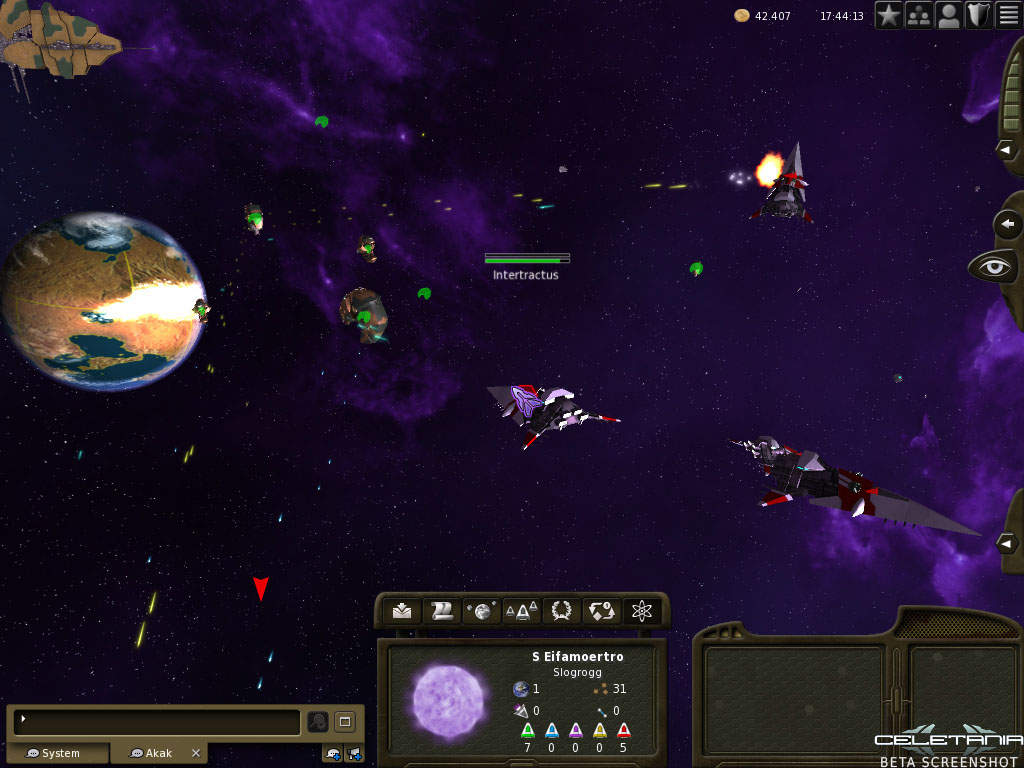 42.407 17:44:13
Intertractus
S Eifamoertro
Slogrogg
1 31
0 0
7 0 0 0 5
System Akak
CELETANIA
BETA SCREENSHOT